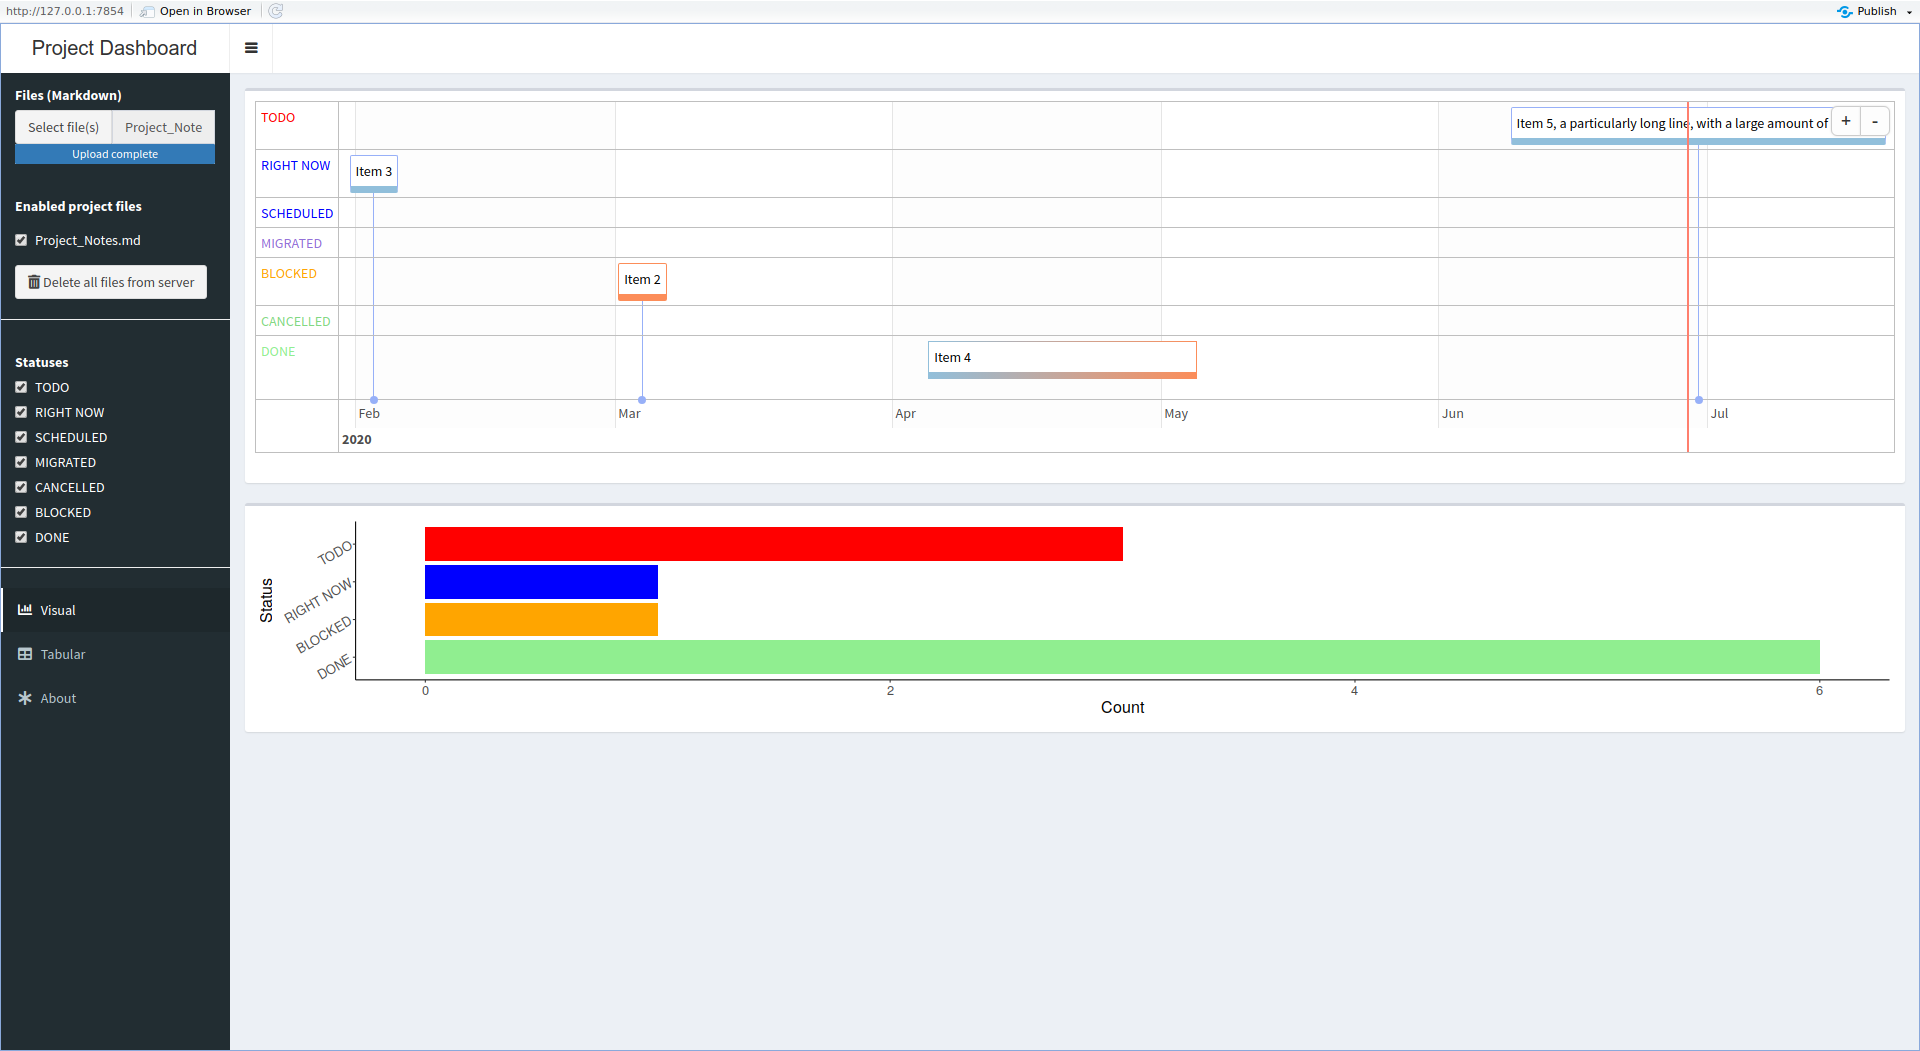 http://127.0.0.1:7854 Open in Browser Publish
Project Dashboard
Files (Markdown)
Select file(s) Project_Note
Upload complete
Enabled project files
Project_Notes.md
Delete all files from server
Statuses
TODO
RIGHT NOW
SCHEDULED
MIGRATED
CANCELLED
BLOCKED
DONE
Visual
Tabular
About
TODO
Item 5, a particularly long line, with a large amount of
+ -
RIGHT NOW
Item 3
SCHEDULED
MIGRATED
BLOCKED
Item 2
CANCELLED
DONE
Item 4
Feb Mar Apr May Jun Jul
2020
Status
TODO
RIGHT NOW
BLOCKED
DONE
0 2 4 6
Count